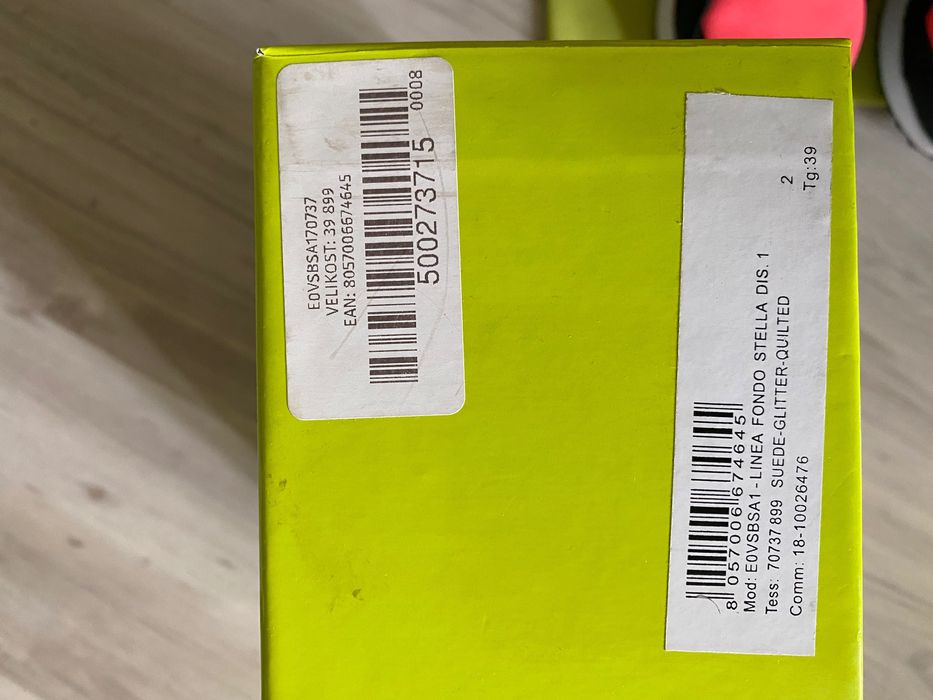 E0VSBSA170737
VELIKOST: 39 899
EAN: 8057006674645
500273715
0008
8 057006 674645
Mod: E0VSBSA1 - LINEA FONDO STELLA DIS. 1
Tess: 70737 899 SUEDE-GLITTER-QUILTED
Comm: 18-10026476
2
Tg:39